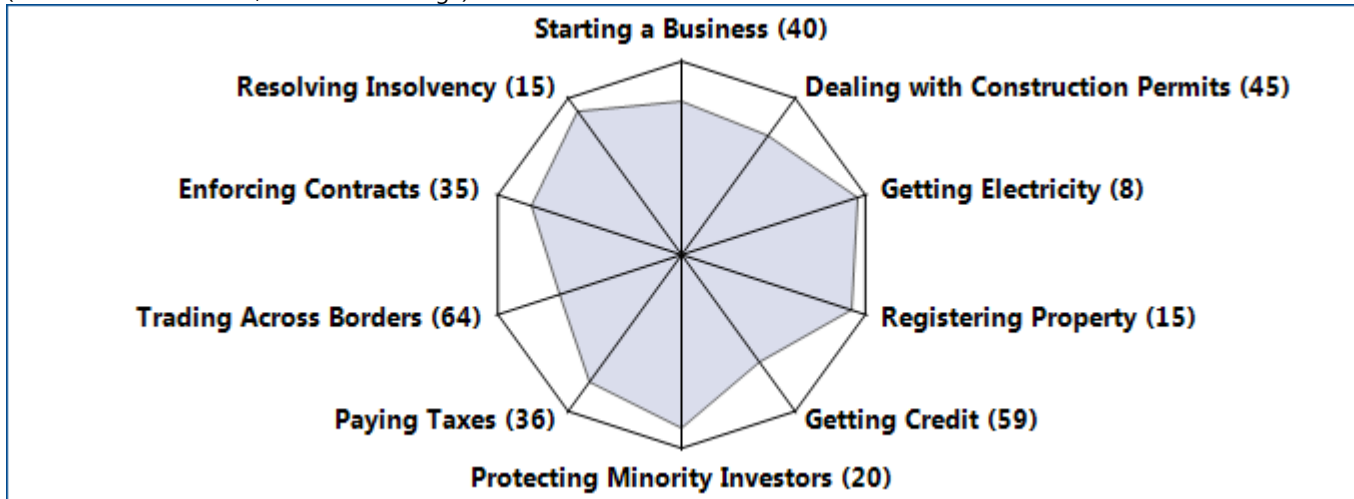 Starting a Business (40)
Resolving Insolvency (15)
Dealing with Construction Permits (45)
Enforcing Contracts (35)
Getting Electricity (8)
Trading Across Borders (64)
Registering Property (15)
Paying Taxes (36)
Getting Credit (59)
Protecting Minority Investors (20)